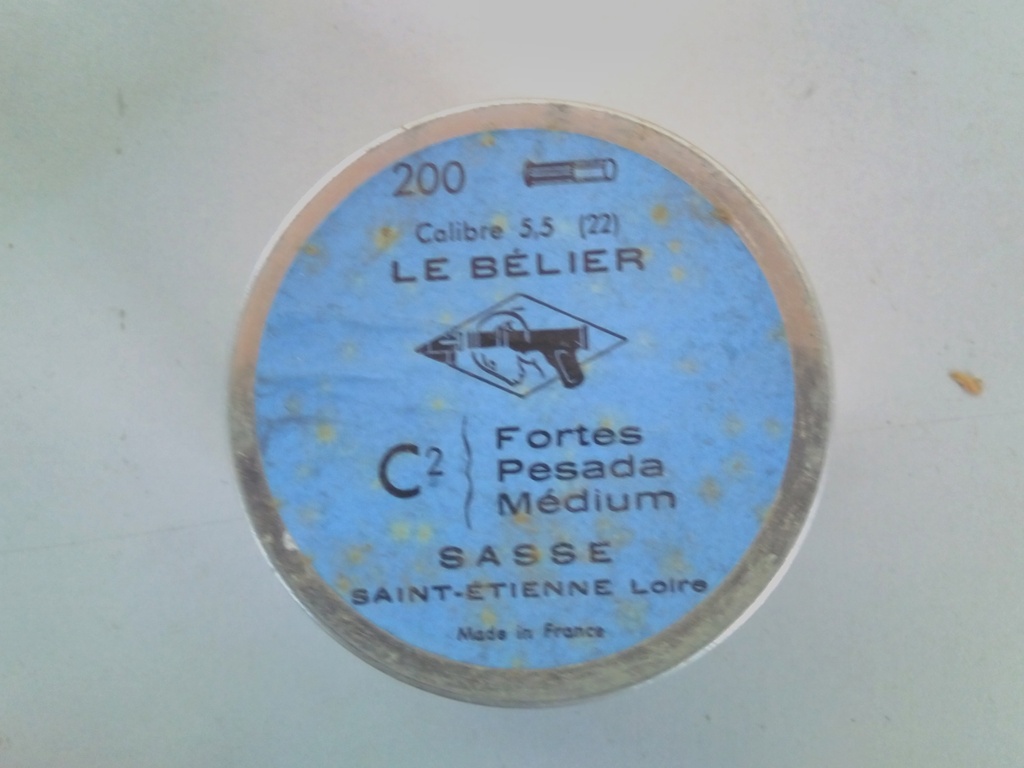 200
Calibre 5,5 (22)
LE BÉLIER
C2
Fortes
Pesada
Médium
SASSE
SAINT-ÉTIENNE Loire
Made in France